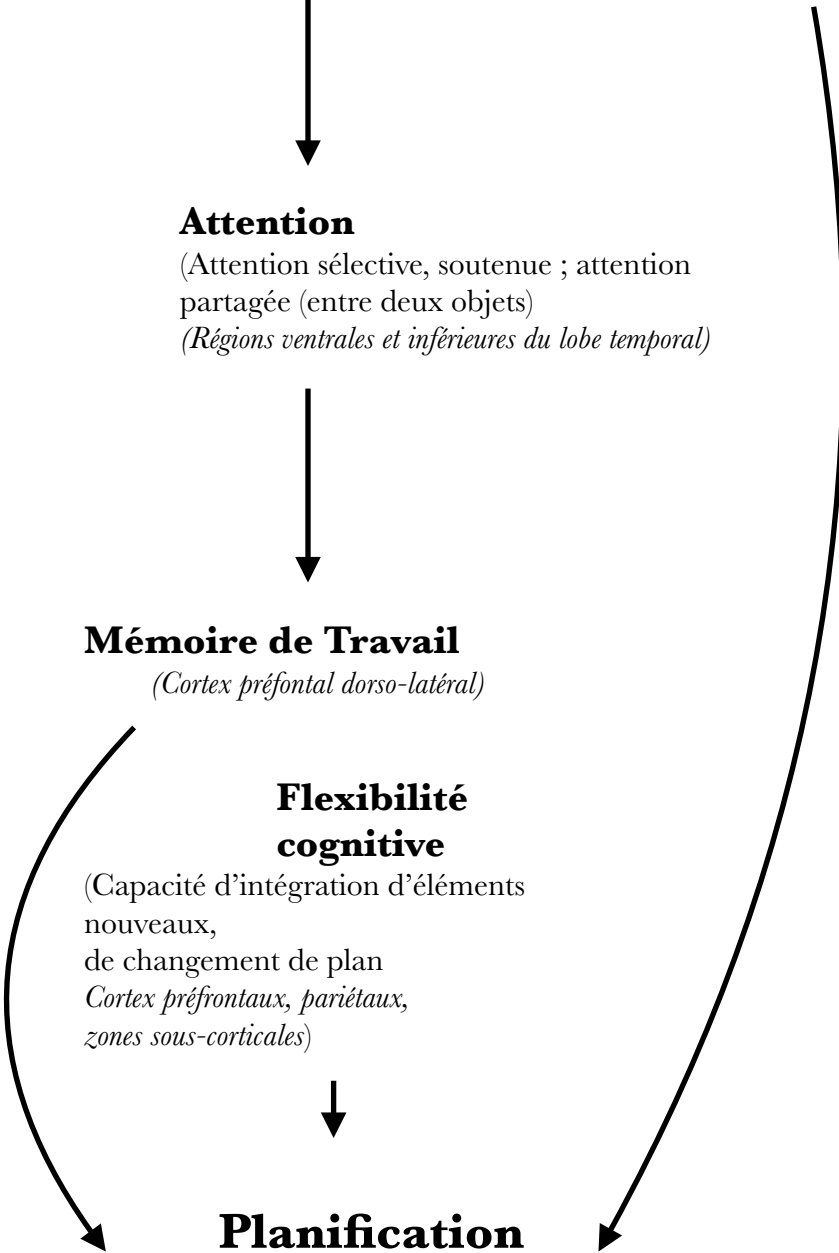 Attention
(Attention sélective, soutenue ; attention
partagée (entre deux objets)
(Régions ventrales et inférieures du lobe temporal)
Mémoire de Travail
(Cortex préfontal dorso-latéral)
Flexibilité
cognitive
(Capacité d’intégration d’éléments
nouveaux,
de changement de plan
Cortex préfrontaux, pariétaux,
zones sous-corticales)
Planification